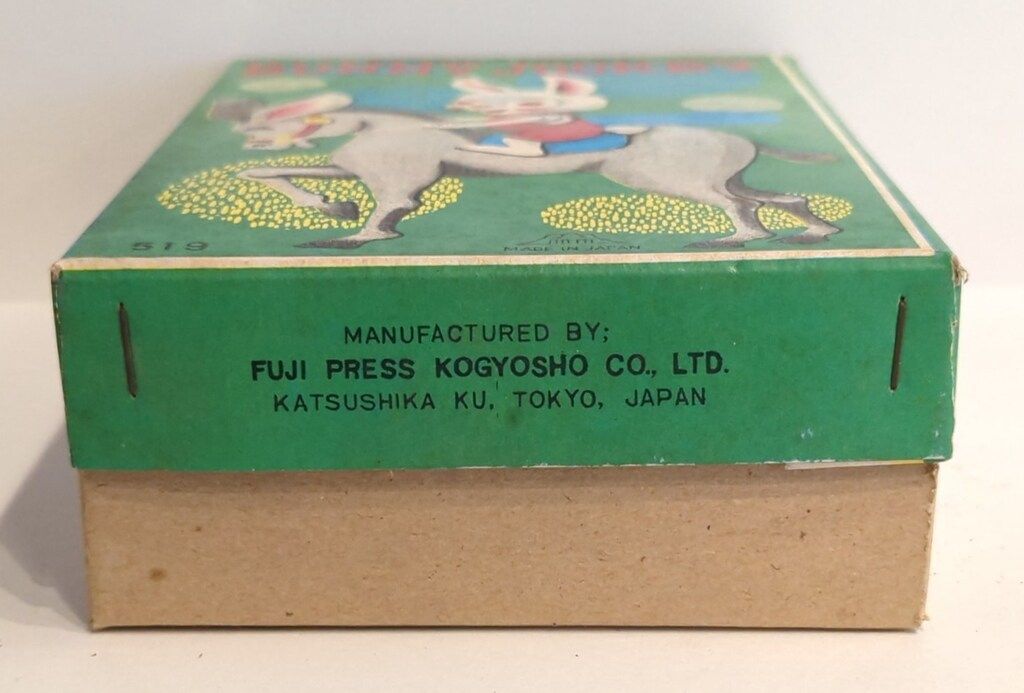 519
MADE IN JAPAN
MANUFACTURED BY;
FUJI PRESS KOGYOSHO CO., LTD.
KATSUSHIKA KU, TOKYO, JAPAN